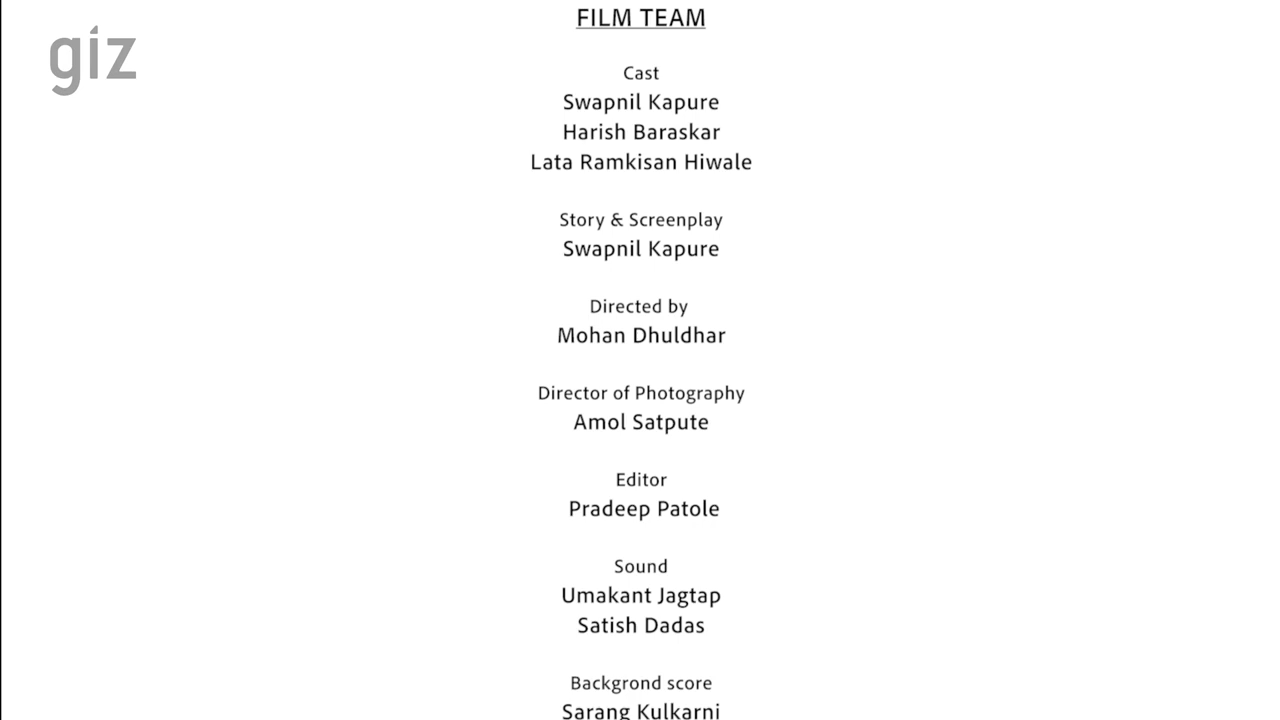 giz
FILM TEAM
Cast
Swapnil Kapure
Harish Baraskar
Lata Ramkisan Hiwale
Story & Screenplay
Swapnil Kapure
Directed by
Mohan Dhuldhar
Director of Photography
Amol Satpute
Editor
Pradeep Patole
Sound
Umakant Jagtap
Satish Dadas
Backgrond score
Sarang Kulkarni